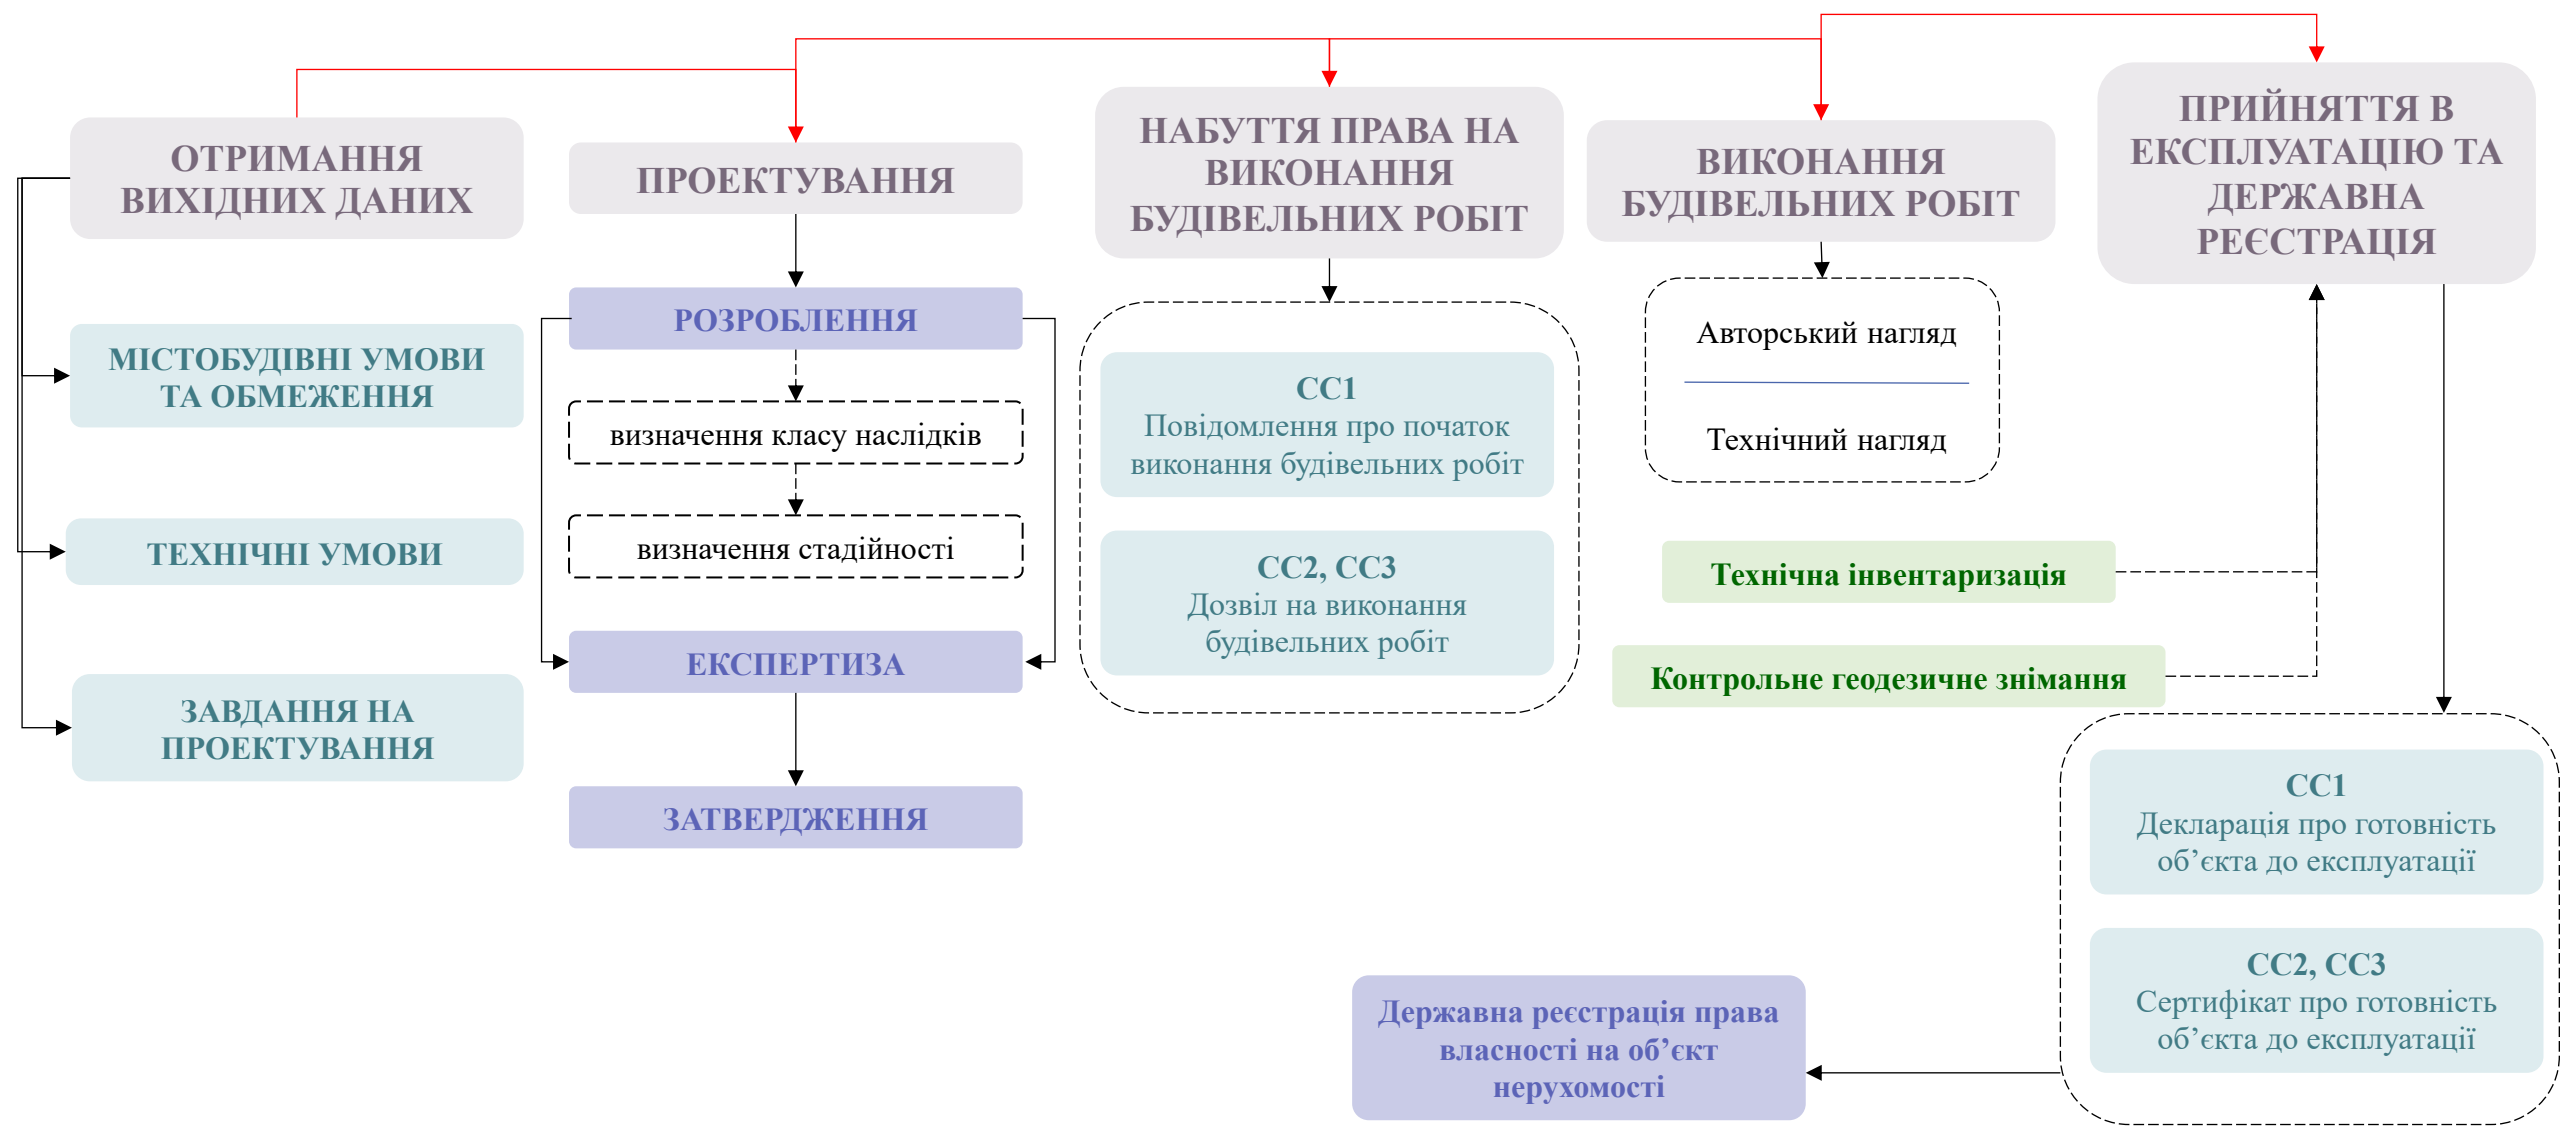 ОТРИМАННЯ
ВИХІДНИХ ДАНИХ
МІСТОБУДІВНІ УМОВИ
ТА ОБМЕЖЕННЯ
ТЕХНІЧНІ УМОВИ
ЗАВДАННЯ НА
ПРОЕКТУВАННЯ
ПРОЕКТУВАННЯ
РОЗРОБЛЕННЯ
визначення класу наслідків
визначення стадійності
ЕКСПЕРТИЗА
ЗАТВЕРДЖЕННЯ
НАБУТТЯ ПРАВА НА
ВИКОНАННЯ
БУДІВЕЛЬНИХ РОБІТ
СС1
Повідомлення про початок
виконання будівельних робіт
СС2, СС3
Дозвіл на виконання
будівельних робіт
ВИКОНАННЯ
БУДІВЕЛЬНИХ РОБІТ
Авторський нагляд
Технічний нагляд
Технічна інвентаризація
Контрольне геодезичне знімання
ПРИЙНЯТТЯ В
ЕКСПЛУАТАЦІЮ ТА
ДЕРЖАВНА
РЕЄСТРАЦІЯ
СС1
Декларація про готовність
об’єкта до експлуатації
СС2, СС3
Сертифікат про готовність
об’єкта до експлуатації
Державна реєстрація права
власності на об’єкт
нерухомості